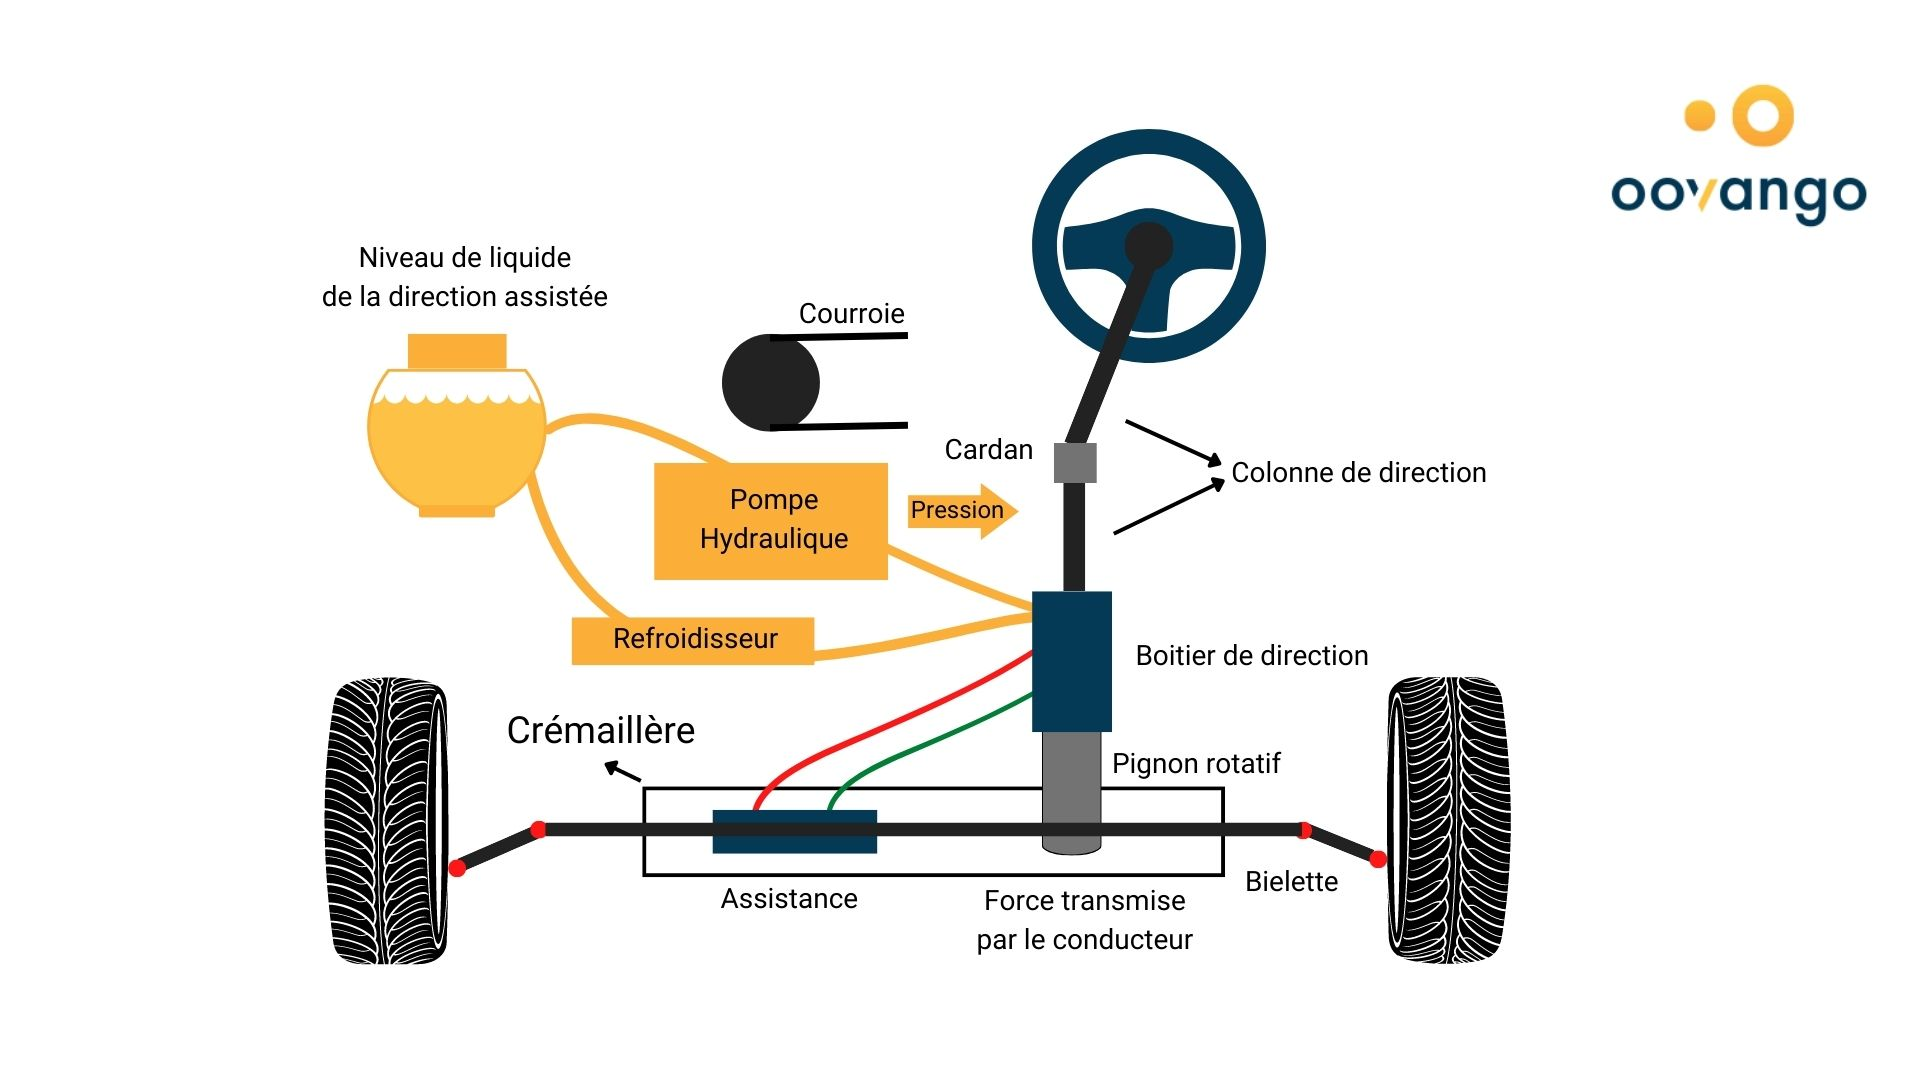 oovango
Niveau de liquide
de la direction assistée
Courroie
Cardan
Colonne de direction
Pompe
Hydraulique
Pression
Refroidisseur
Boitier de direction
Crémaillère
Pignon rotatif
Assistance
Force transmise
par le conducteur
Bielette